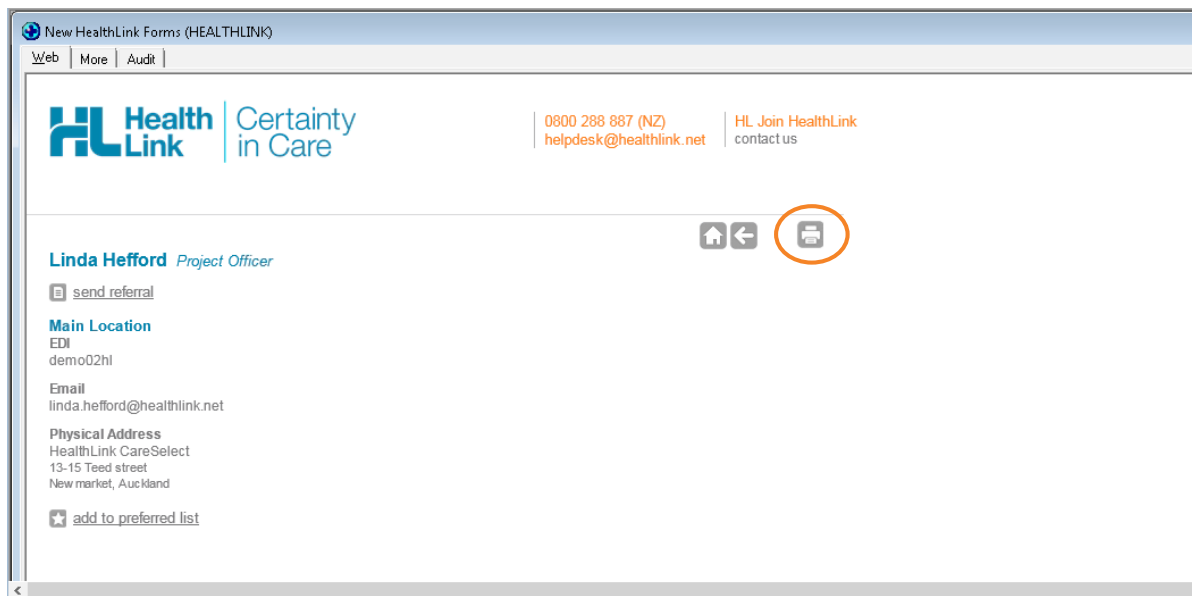 New HealthLink Forms (HEALTHLINK)
Web More Audit
HL Health Link Certainty in Care
0800 288 887 (NZ)
helpdesk@healthlink.net
HL Join HealthLink
contact us
Linda Hefford Project Officer
send referral
Main Location
EDI
demo02hl
Email
linda.hefford@healthlink.net
Physical Address
HealthLink CareSelect
13-15 Teed street
Newmarket, Auckland
add to preferred list